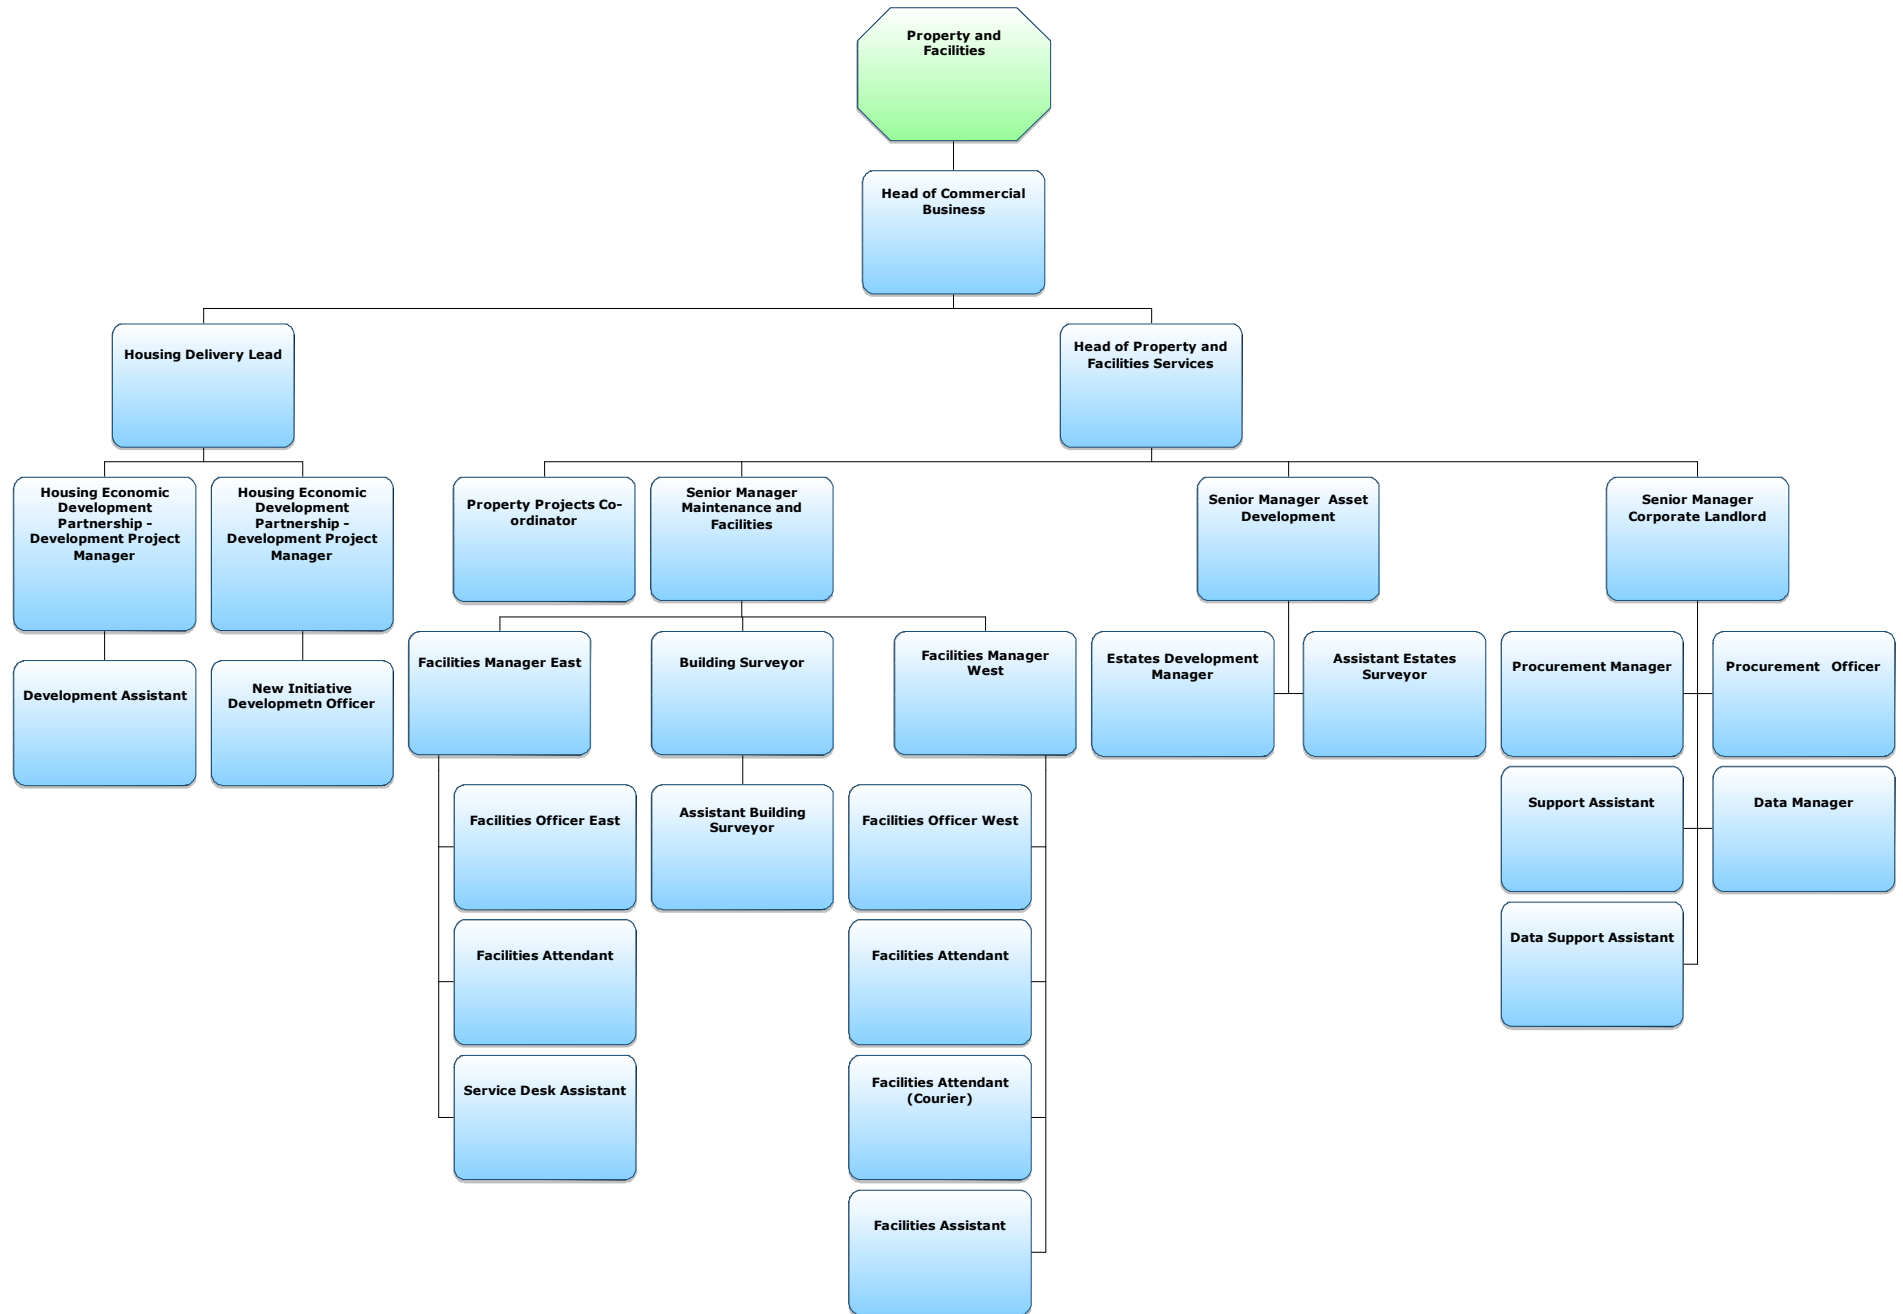 Property and
Facilities
Head of Commercial
Business
Housing Delivery Lead
Head of Property and
Facilities Services
Housing Economic
Development
Partnership -
Development Project
Manager
Housing Economic
Development
Partnership -
Development Project
Manager
Property Projects Co-
ordinator
Senior Manager
Maintenance and
Facilities
Senior Manager  Asset
Development
Senior Manager
Corporate Landlord
Development Assistant
New Initiative
Developmetn Officer
Facilities Manager East
Building Surveyor
Facilities Manager
West
Estates Development
Manager
Assistant Estates
Surveyor
Procurement Manager
Procurement  Officer
Facilities Officer East
Assistant Building
Surveyor
Facilities Officer West
Support Assistant
Data Manager
Facilities Attendant
Facilities Attendant
Data Support Assistant
Service Desk Assistant
Facilities Attendant
(Courier)
Facilities Assistant